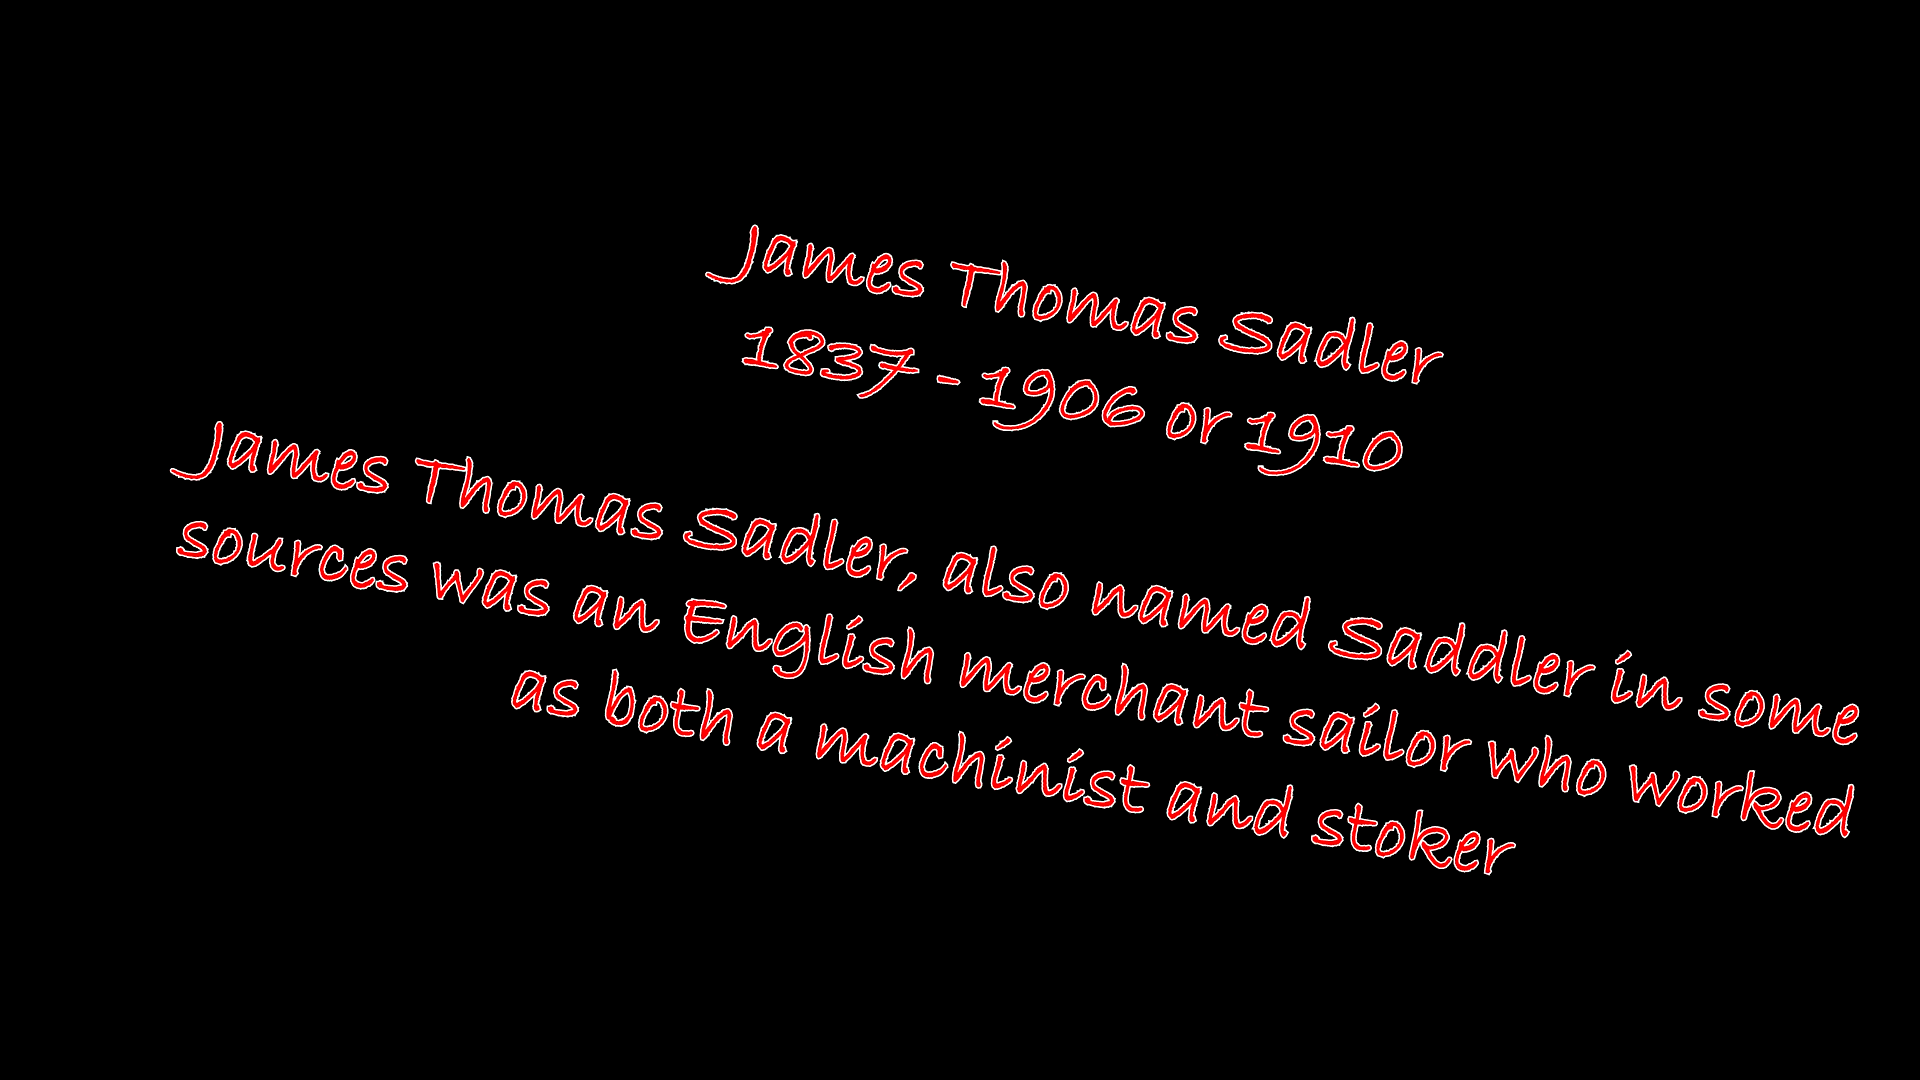 James Thomas Sadler
1837 - 1906 or 1910
James Thomas Sadler, also named Saddler in some
sources was an English merchant sailor who worked
as both a machinist and stoker